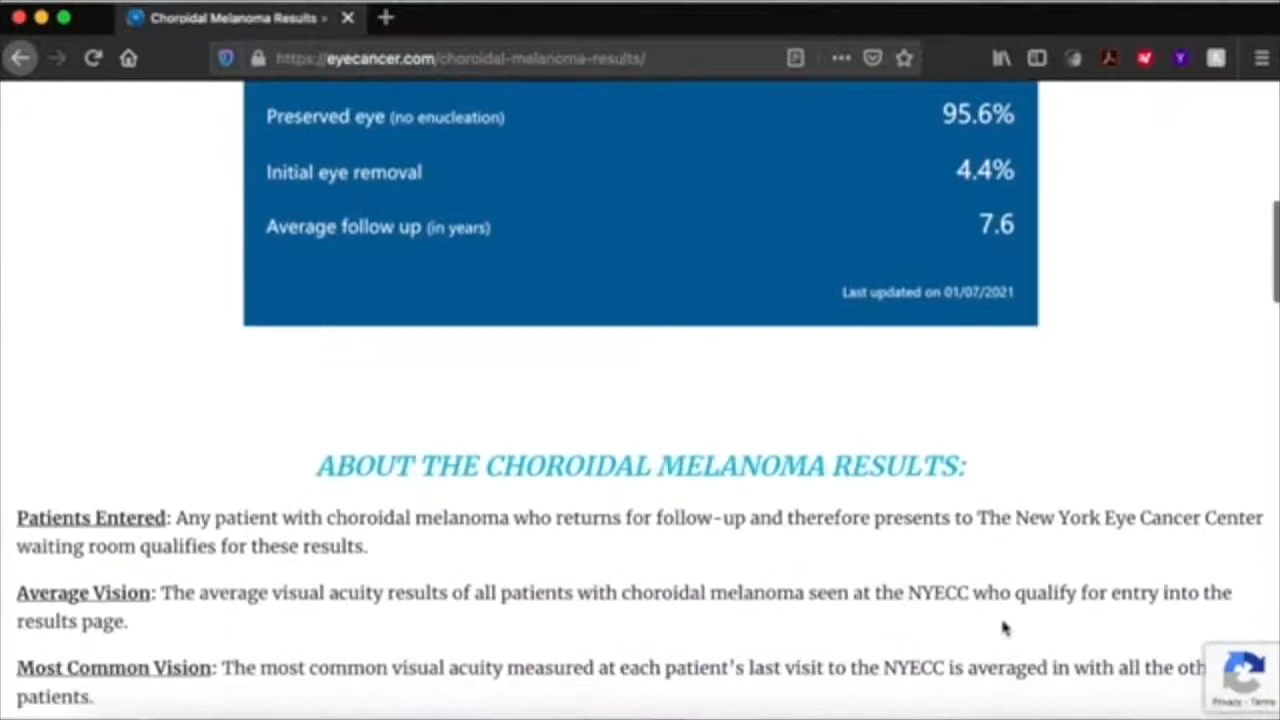 Choroidal Melanoma Results
https://eyecancer.com/choroidal-melanoma-results/
Preserved eye (no enucleation) 95.6%
Initial eye removal 4.4%
Average follow up (in years) 7.6
Last updated on 01/07/2021
ABOUT THE CHOROIDAL MELANOMA RESULTS:
Patients Entered: Any patient with choroidal melanoma who returns for follow-up and therefore presents to The New York Eye Cancer Center
waiting room qualifies for these results.
Average Vision: The average visual acuity results of all patients with choroidal melanoma seen at the NYECC who qualify for entry into the
results page.
Most Common Vision: The most common visual acuity measured at each patient's last visit to the NYECC is averaged in with all the oth
patients.
Privacy - Terms